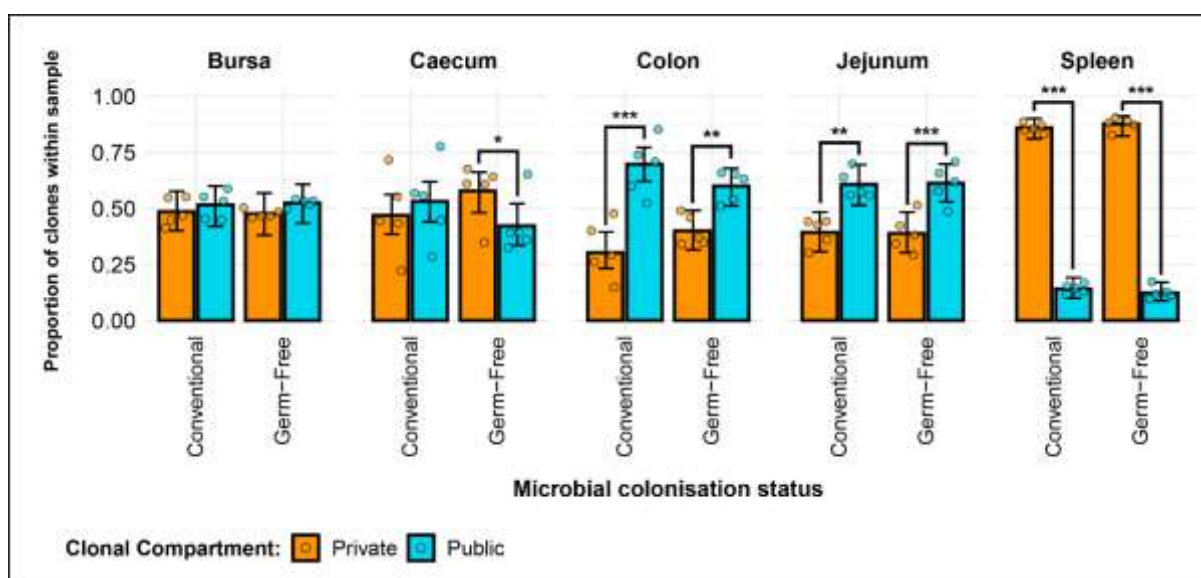 Proportion of clones within sample
Bursa
Caecum
Colon
Jejunum
Spleen
1.00
0.75
0.50
0.25
0.00
*
***
**
**
***
***
***
Conventional
Germ−Free
Conventional
Germ−Free
Conventional
Germ−Free
Conventional
Germ−Free
Conventional
Germ−Free
Microbial colonisation status
Clonal Compartment: Private Public